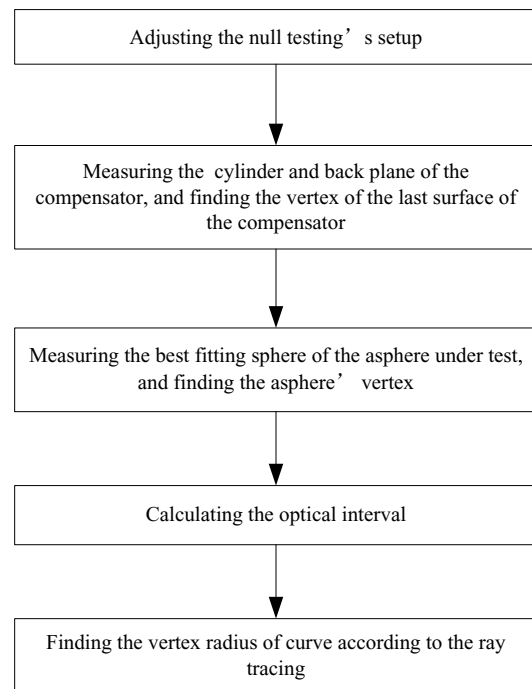 Adjusting the null testing’ s setup
Measuring the cylinder and back plane of the
compensator, and finding the vertex of the last surface of
the compensator
Measuring the best fitting sphere of the asphere under test,
and finding the asphere’ vertex
Calculating the optical interval
Finding the vertex radius of curve according to the ray
tracing